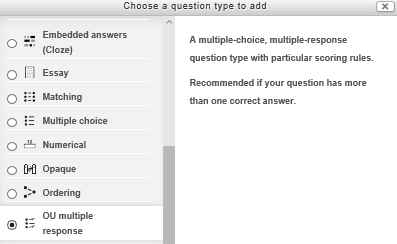 Choose a question type to add
Embedded answers
(Cloze)
Essay
Matching
Multiple choice
12
Numerical
Opaque
Ordering
OU multiple
response
A multiple-choice, multiple-response
question type with particular scoring rules.
Recommended if your question has more
than one correct answer.